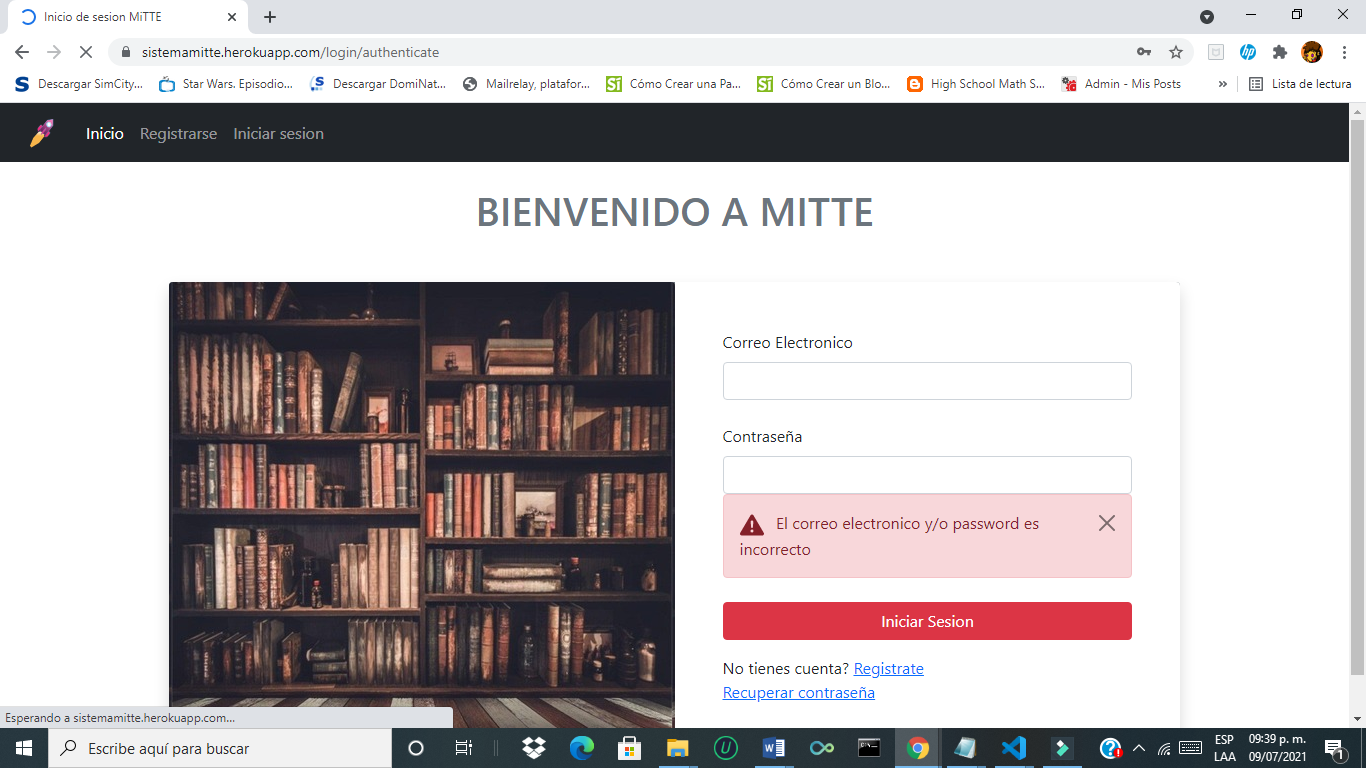 Inicio de sesion MiTTE
sistemamitte.herokuapp.com/login/authenticate
Descargar SimCity... Star Wars. Episodio... Descargar DomiNat... Mailrelay, platafor... Cómo Crear una Pa... Cómo Crear un Blo... High School Math S... Admin - Mis Posts » Lista de lectura
Inicio Registrarse Iniciar sesion
BIENVENIDO A MITTE
Correo Electronico
Contraseña
El correo electronico y/o password es
incorrecto
Iniciar Sesion
No tienes cuenta? Registrate
Recuperar contraseña
Esperando a sistemamitte.herokuapp.com...
Escribe aquí para buscar
ESP 09:39 p. m.
LAA 09/07/2021
1